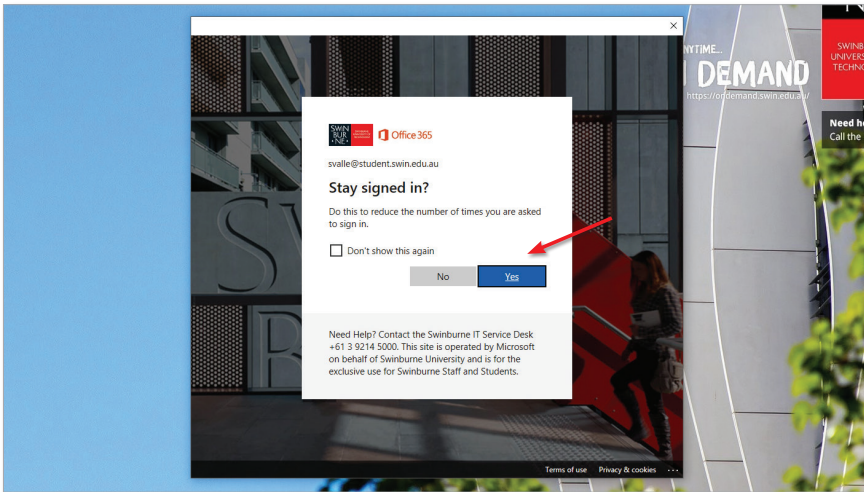 SWIN
BUR
• NE •
Office 365
svalle@student.swin.edu.au
Stay signed in?
Do this to reduce the number of times you are asked
to sign in.
Don't show this again
No
Yes
Need Help? Contact the Swinburne IT Service Desk
+61 3 9214 5000. This site is operated by Microsoft
on behalf of Swinburne University and is for the
exclusive use for Swinburne Staff and Students.
Terms of use Privacy & cookies ...
DEMAND
https://ondemand.swin.edu.au/
Need
Call the